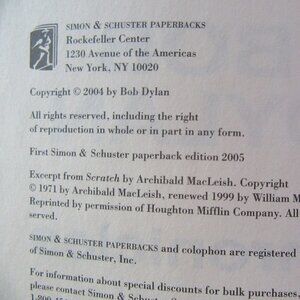 SIMON & SCHUSTER PAPERBACKS
Rockefeller Center
1230 Avenue of the Americas
New York, NY 10020
Copyright © 2004 by Bob Dylan
All rights reserved, including the right
of reproduction in whole or in part in any form.
First Simon & Schuster paperback edition 2005
Excerpt from Scratch by Archibald MacLeish. Copyright
© 1971 by Archibald MacLeish, renewed 1999 by William M
Reprinted by permission of Houghton Mifflin Company. All
served.
SIMON & SCHUSTER PAPERBACKS and colophon are registered
of Simon & Schuster, Inc.
For information about special discounts for bulk purchases,
please contact Simon & Schuster